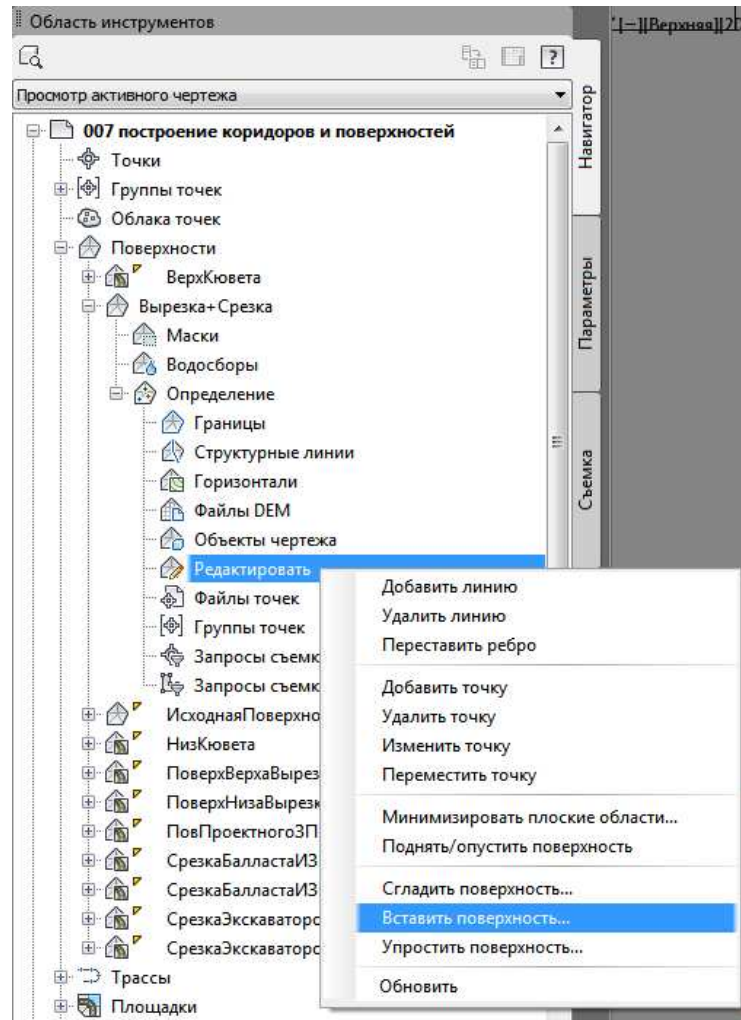 Область инструментов
[−][Верхняя][2D
?
Просмотр активного чертежа
007 построение коридоров и поверхностей
Точки
Группы точек
Облака точек
Поверхности
ВерхКювета
Вырезка+Срезка
Маски
Водосборы
Определение
Границы
Структурные линии
Горизонтали
Файлы DEM
Объекты чертежа
Редактировать
Файлы точек
Группы точек
Запросы съемк
Запросы съемк
ИсходнаяПоверхно
НизКювета
ПоверхВерхаВырез
ПоверхНизаВырезк
ПовПроектногоЗП
СрезкаБалластаИЗ
СрезкаБалластаИЗ
СрезкаЭкскаваторо
СрезкаЭкскаваторо
Трассы
Площадки
Навигатор
Параметры
Съемка
Добавить линию
Удалить линию
Переставить ребро
Добавить точку
Удалить точку
Изменить точку
Переместить точку
Минимизировать плоские области...
Поднять/опустить поверхность
Сгладить поверхность...
Вставить поверхность...
Упростить поверхность...
Обновить